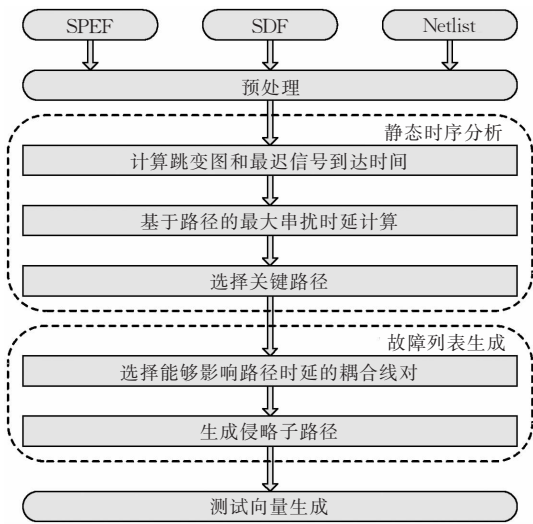 SPEF
SDF
Netlist
预处理
静态时序分析
计算跳变图和最迟信号到达时间
基于路径的最大串扰时延计算
选择关键路径
故障列表生成
选择能够影响路径时延的耦合线对
生成侵略子路径
测试向量生成